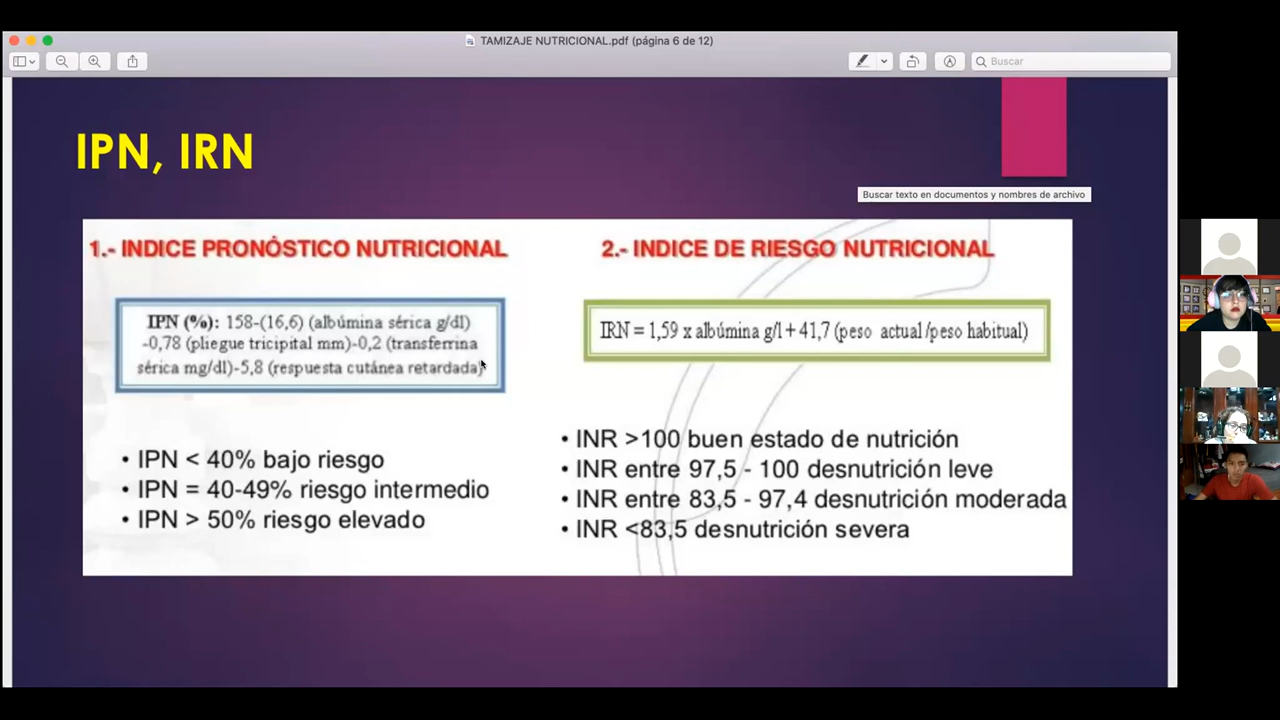 TAMIZAJE NUTRICIONAL.pdf (página 6 de 12)
Buscar
IPN, IRN
Buscar texto en documentos y nombres de archivo
1.- INDICE PRONÓSTICO NUTRICIONAL
IPN (%): 158-(16,6) (albúmina sérica g/dl)
-0,78 (pliegue tricipital mm)-0,2 (transferrina
sérica mg/dl)-5,8 (respuesta cutánea retardada)
• IPN < 40% bajo riesgo
• IPN = 40-49% riesgo intermedio
• IPN > 50% riesgo elevado
2.- INDICE DE RIESGO NUTRICIONAL
IRN = 1,59 x albúmina g/l + 41,7 (peso actual/peso habitual)
• INR >100 buen estado de nutrición
• INR entre 97,5 - 100 desnutrición leve
• INR entre 83,5 - 97,4 desnutrición moderada
• INR <83,5 desnutrición severa